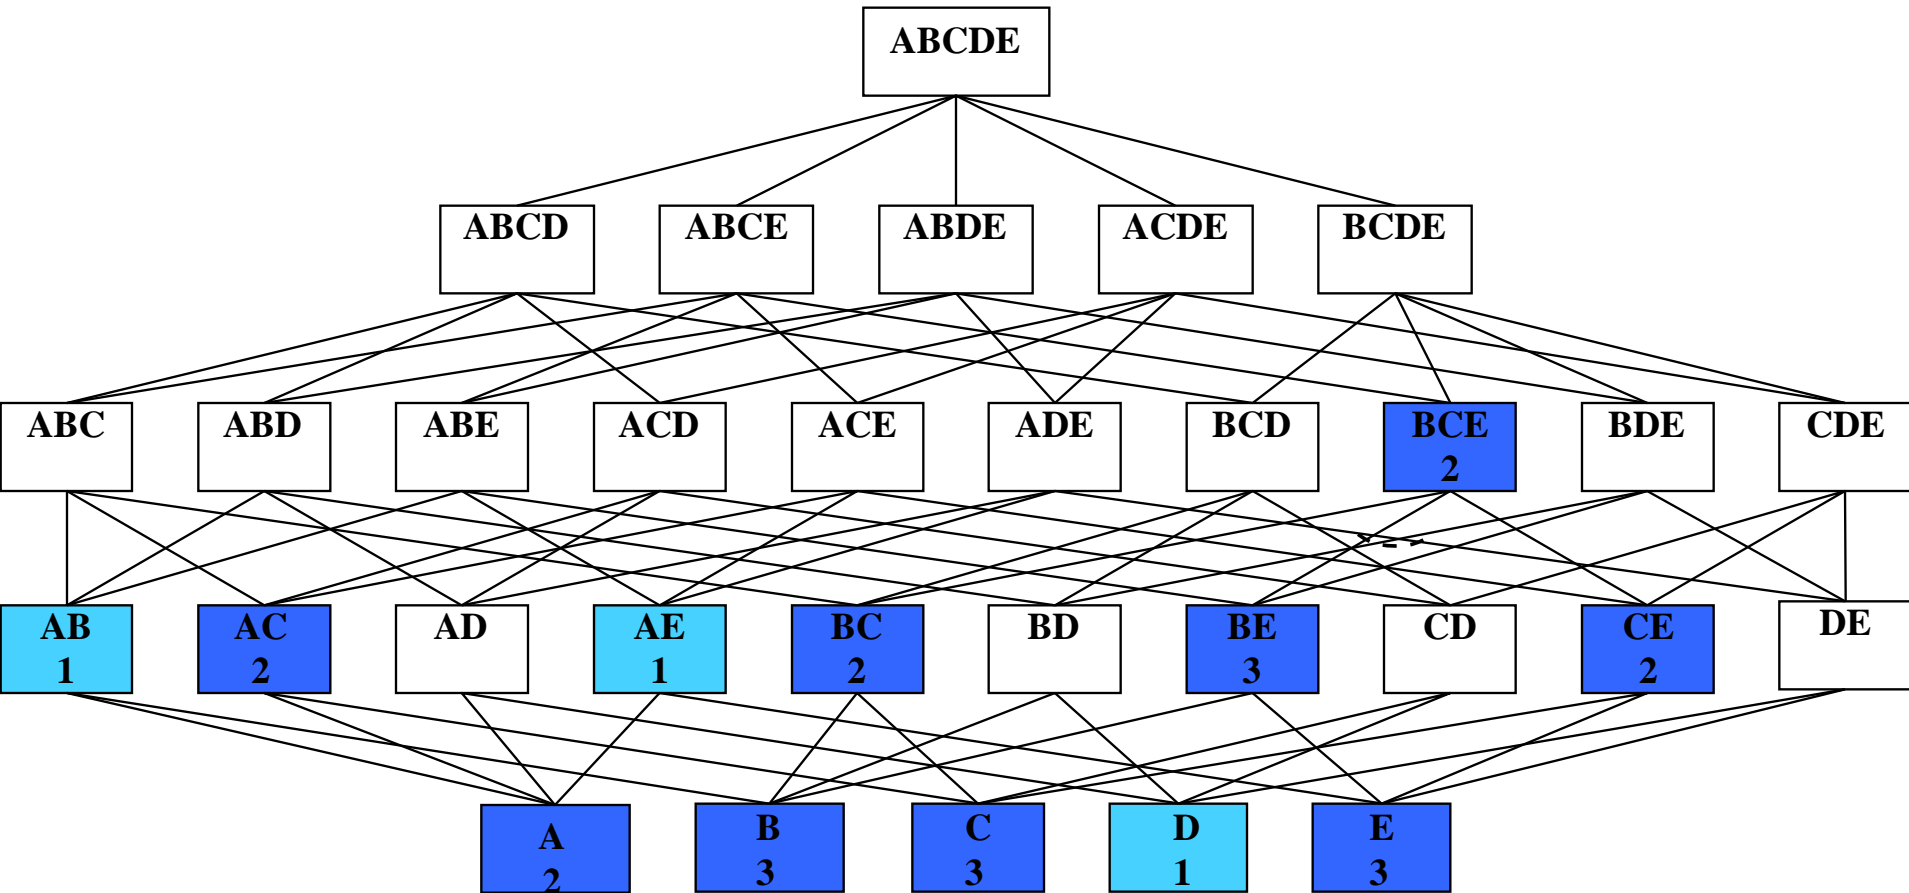 ABCDE
ABCD ABCE ABDE ACDE BCDE
ABC ABD ABE ACD ACE ADE BCD BCE BDE CDE
2
AB AC AD AE BC BD BE CD CE DE
1 2 1 2 3 2
A B C D E
2 3 3 1 3